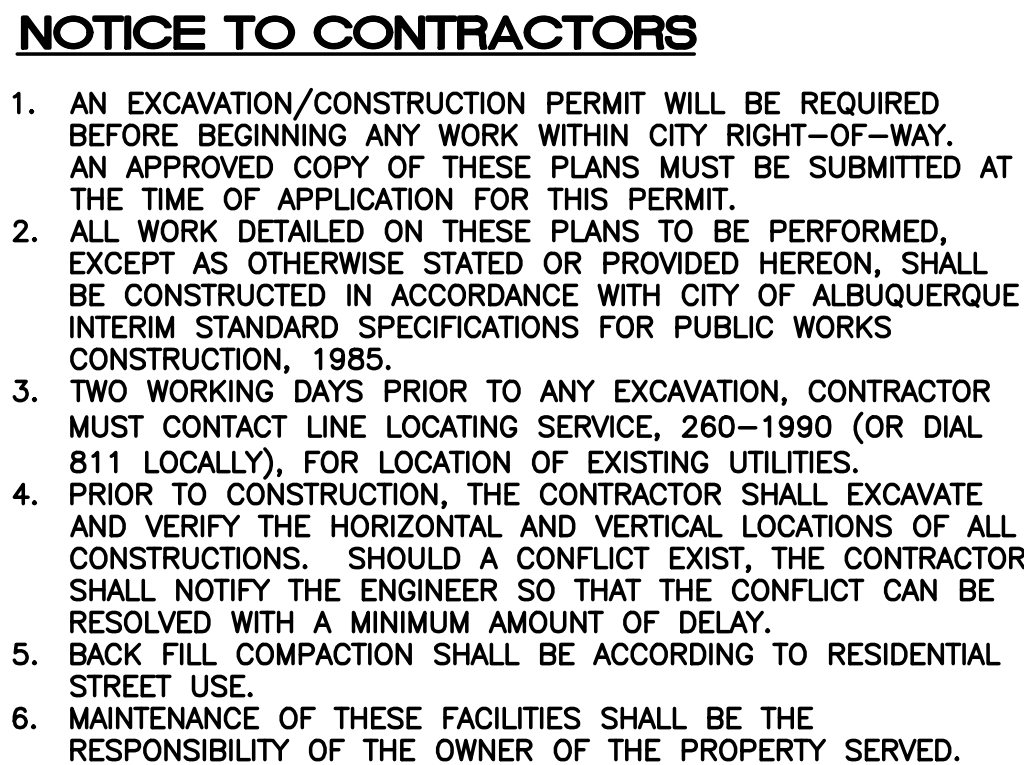 NOTICE TO CONTRACTORS
1. AN EXCAVATION/CONSTRUCTION PERMIT WILL BE REQUIRED
BEFORE BEGINNING ANY WORK WITHIN CITY RIGHT-OF-WAY.
AN APPROVED COPY OF THESE PLANS MUST BE SUBMITTED AT
THE TIME OF APPLICATION FOR THIS PERMIT.
2. ALL WORK DETAILED ON THESE PLANS TO BE PERFORMED,
EXCEPT AS OTHERWISE STATED OR PROVIDED HEREON, SHALL
BE CONSTRUCTED IN ACCORDANCE WITH CITY OF ALBUQUERQUE
INTERIM STANDARD SPECIFICATIONS FOR PUBLIC WORKS
CONSTRUCTION, 1985.
3. TWO WORKING DAYS PRIOR TO ANY EXCAVATION, CONTRACTOR
MUST CONTACT LINE LOCATING SERVICE, 260-1990 (OR DIAL
811 LOCALLY), FOR LOCATION OF EXISTING UTILITIES.
4. PRIOR TO CONSTRUCTION, THE CONTRACTOR SHALL EXCAVATE
AND VERIFY THE HORIZONTAL AND VERTICAL LOCATIONS OF ALL
CONSTRUCTIONS. SHOULD A CONFLICT EXIST, THE CONTRACTOR
SHALL NOTIFY THE ENGINEER SO THAT THE CONFLICT CAN BE
RESOLVED WITH A MINIMUM AMOUNT OF DELAY.
5. BACK FILL COMPACTION SHALL BE ACCORDING TO RESIDENTIAL
STREET USE.
6. MAINTENANCE OF THESE FACILITIES SHALL BE THE
RESPONSIBILITY OF THE OWNER OF THE PROPERTY SERVED.